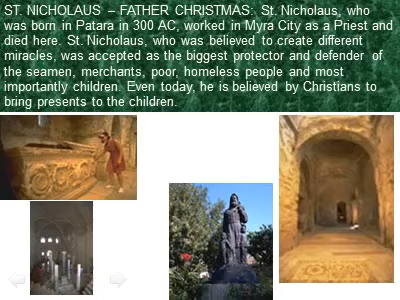 ST. NICHOLAUS – FATHER CHRISTMAS: St. Nicholaus, who
was born in Patara in 300 AC, worked in Myra City as a Priest and
died here. St. Nicholaus, who was believed to create different
miracles, was accepted as the biggest protector and defender of
the seamen, merchants, poor, homeless people and most
importantly children. Even today, he is believed by Christians to
bring presents to the children.